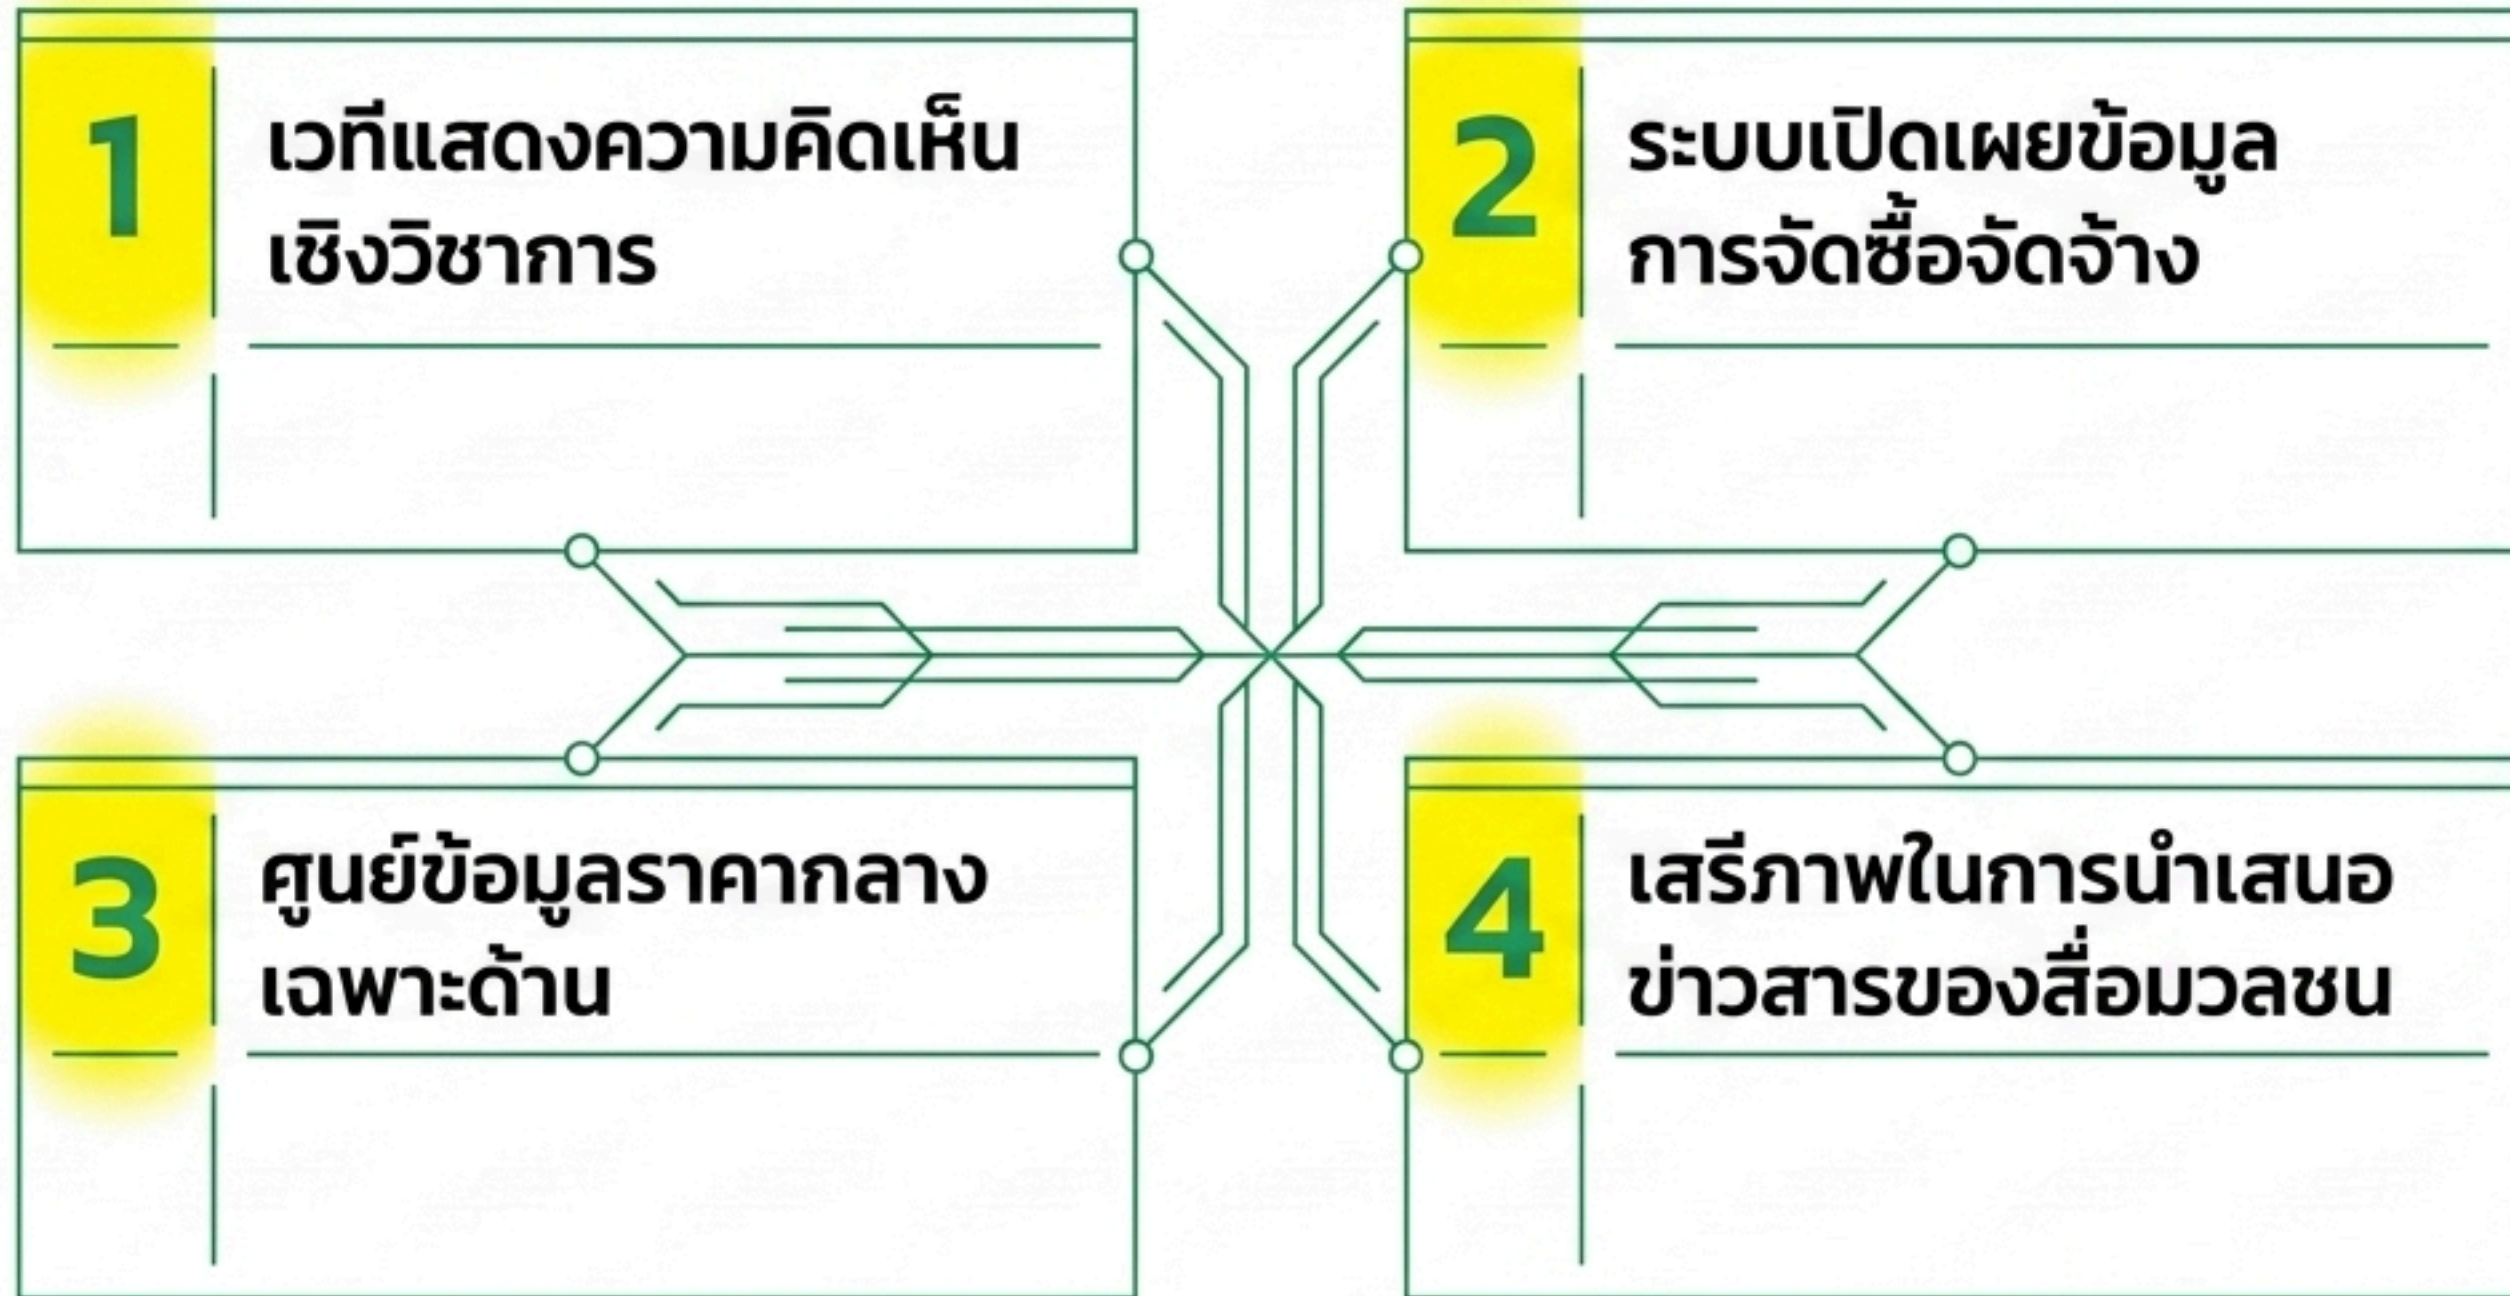 1
เวทีแสดงความคิดเห็น
เชิงวิชาการ
2
ระบบเปิดเผยข้อมูล
การจัดซื้อจัดจ้าง
3
ศูนย์ข้อมูลราคากลาง
เฉพาะด้าน
4
เสรีภาพในการนำเสนอ
ข่าวสารของสื่อมวลชน